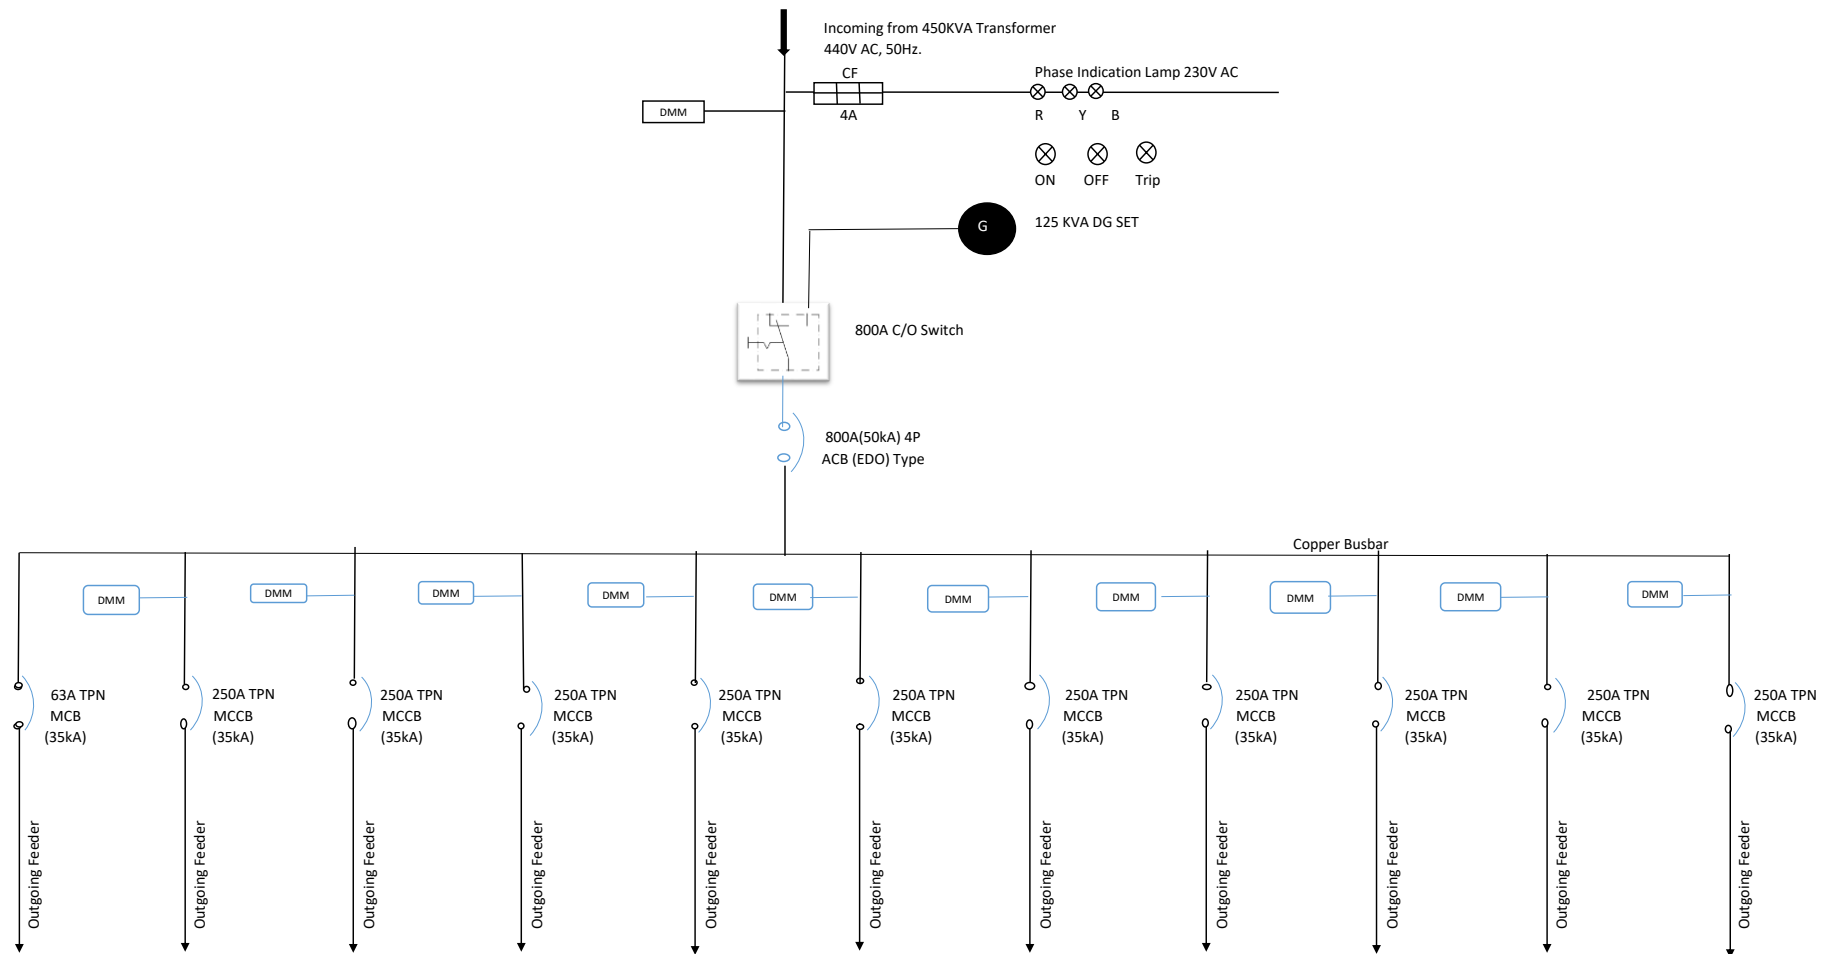 Incoming from 450KVA Transformer
440V AC, 50Hz.
CF
Phase Indication Lamp 230V AC
DMM
4A
R Y B
ON OFF Trip
G
125 KVA DG SET
800A C/O Switch
800A(50kA) 4P
ACB (EDO) Type
Copper Busbar
DMM
DMM
DMM
DMM
DMM
DMM
DMM
DMM
DMM
DMM
63A TPN
MCB
(35kA)
250A TPN
MCCB
(35kA)
250A TPN
MCCB
(35kA)
250A TPN
MCCB
(35kA)
250A TPN
MCCB
(35kA)
250A TPN
MCCB
(35kA)
250A TPN
MCCB
(35kA)
250A TPN
MCCB
(35kA)
250A TPN
MCCB
(35kA)
250A TPN
MCCB
(35kA)
250A TPN
MCCB
(35kA)
Outgoing Feeder
Outgoing Feeder
Outgoing Feeder
Outgoing Feeder
Outgoing Feeder
Outgoing Feeder
Outgoing Feeder
Outgoing Feeder
Outgoing Feeder
Outgoing Feeder
Outgoing Feeder